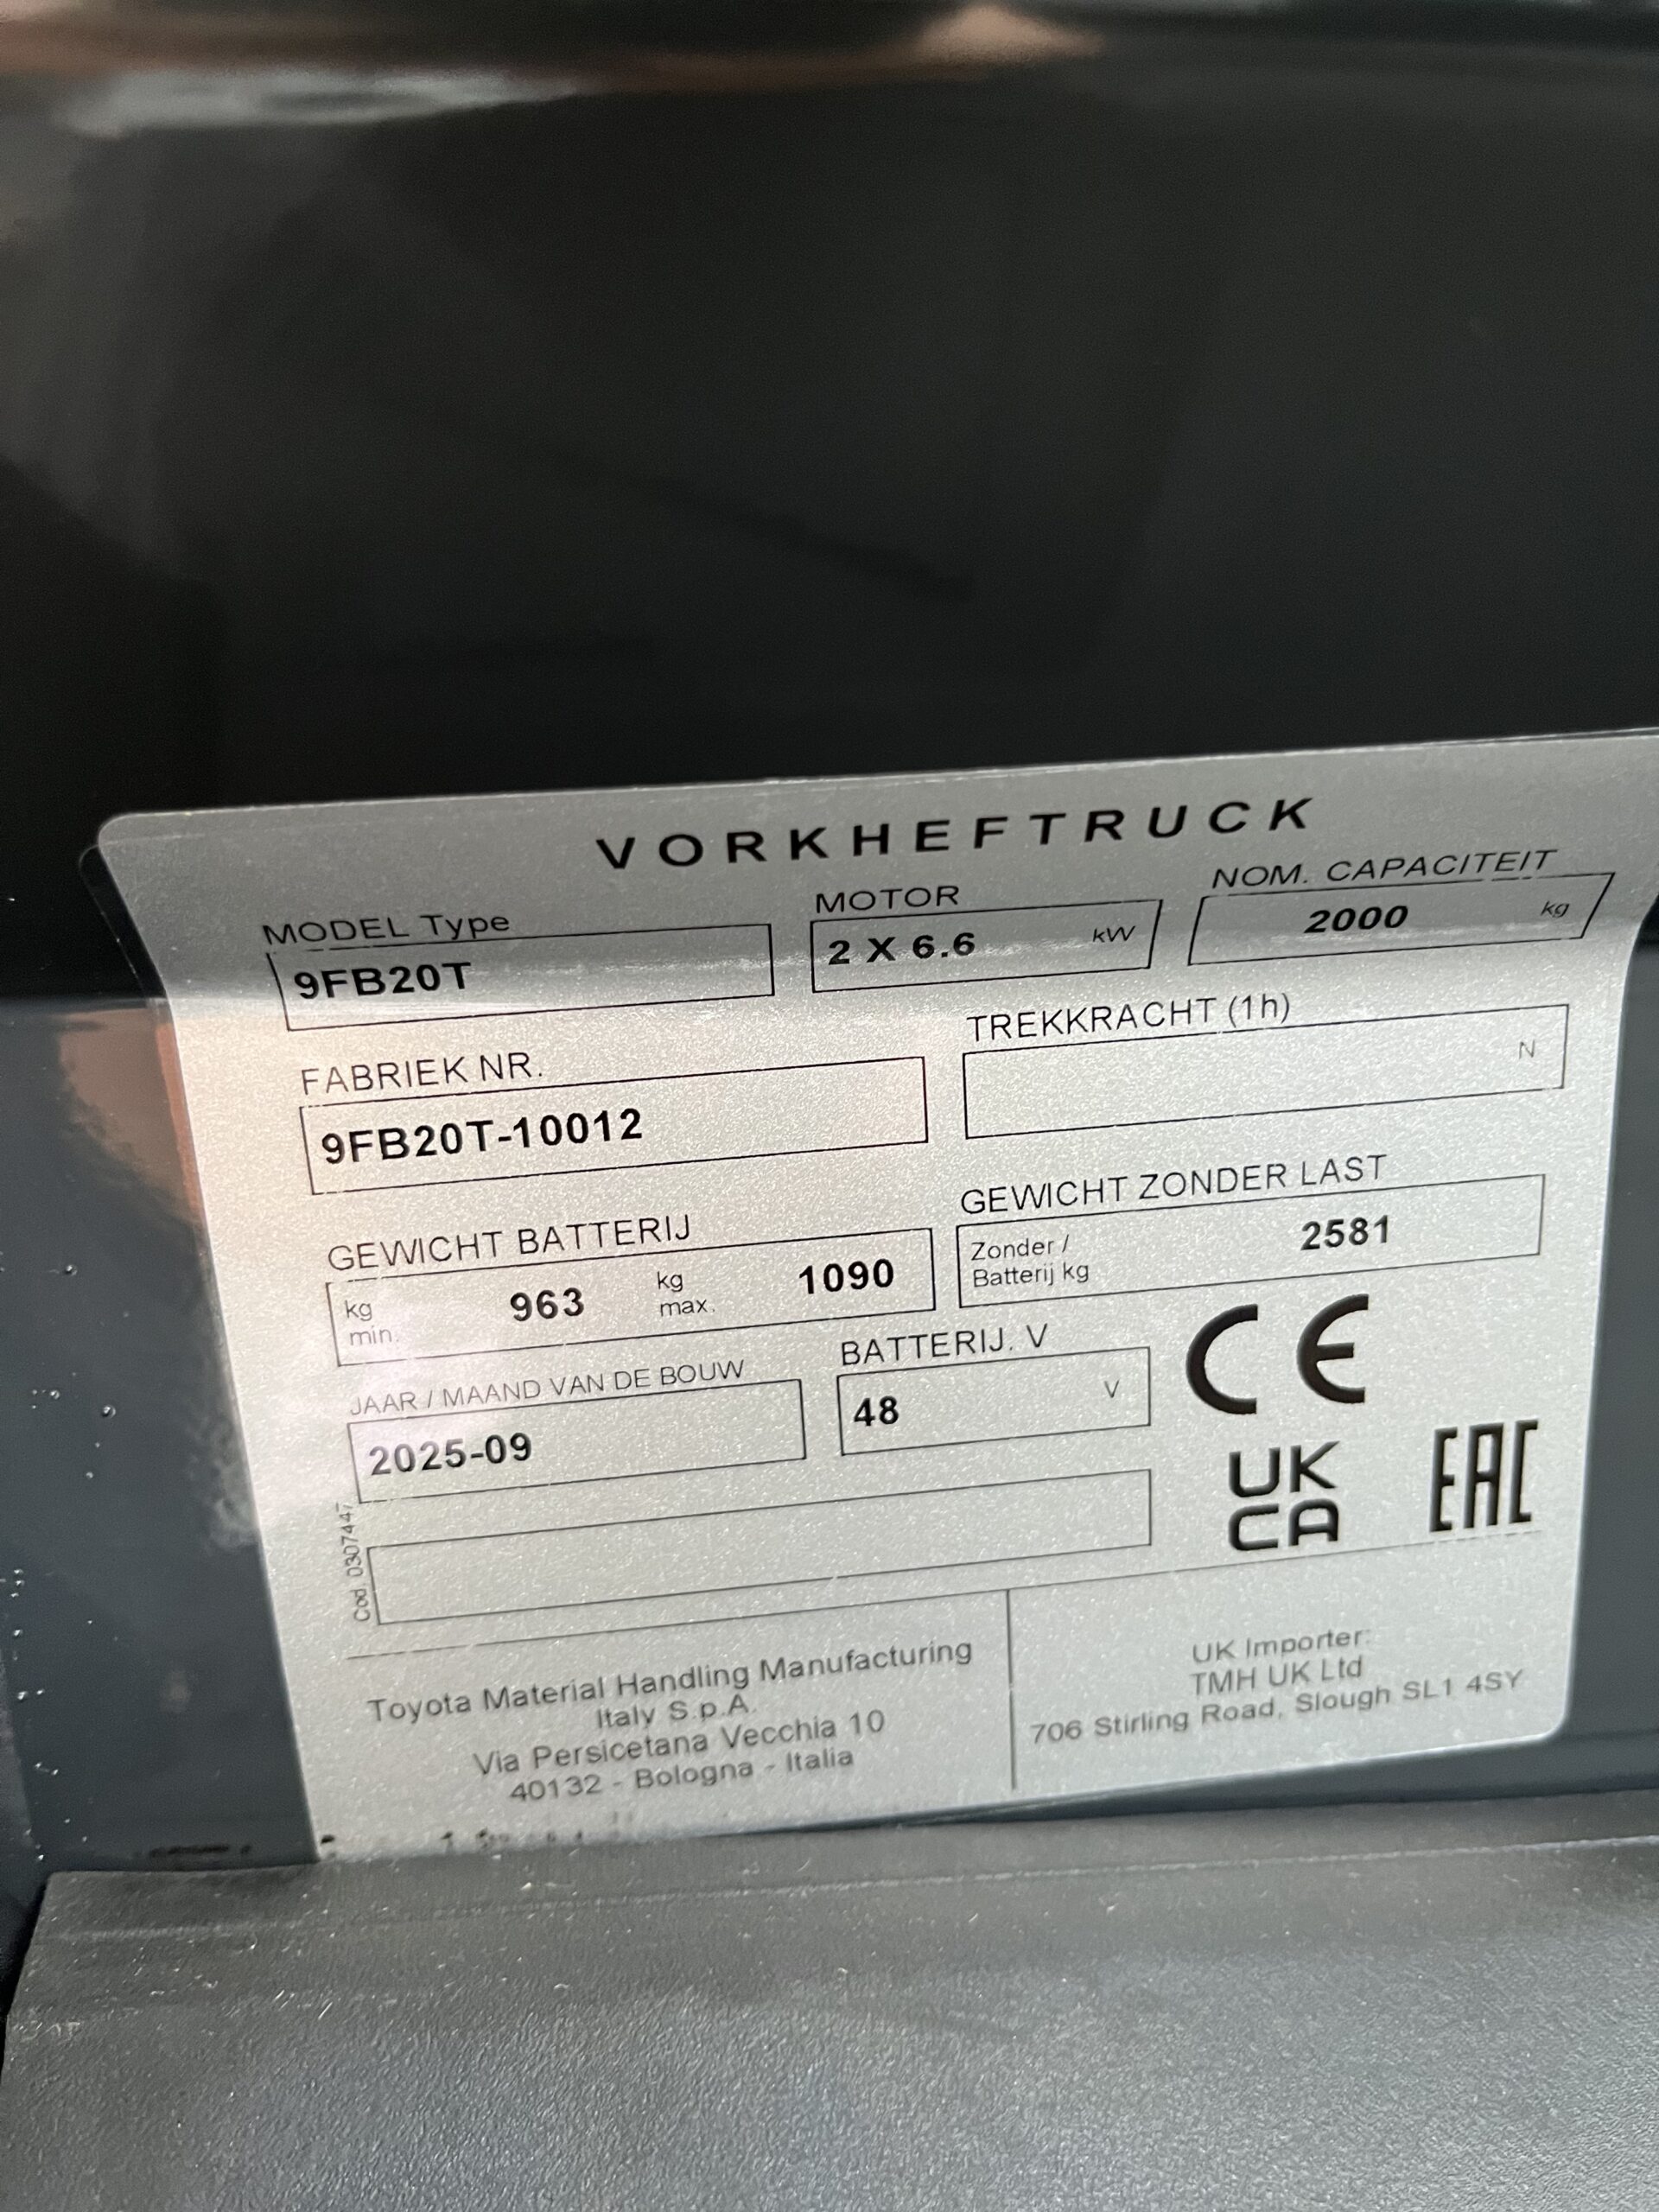 VORKHEFTRUCK
MODEL Type
9FB20T
MOTOR
2 X 6.6 kW
NOM. CAPACITEIT
2000 kg
FABRIEK NR.
9FB20T-10012
TREKKRACHT (1h)
N
GEWICHT BATTERIJ
kg min. 963 kg max. 1090
GEWICHT ZONDER LAST
Zonder /
Batterij kg
2581
JAAR / MAAND VAN DE BOUW
2025-09
BATTERIJ. V
48 V
CE
UK
CA
EAC
Cod. 0307447
Toyota Material Handling Manufacturing
Italy S.p.A.
Via Persicetana Vecchia 10
40132 - Bologna - Italia
UK Importer:
TMH UK Ltd
706 Stirling Road, Slough SL1 4SY